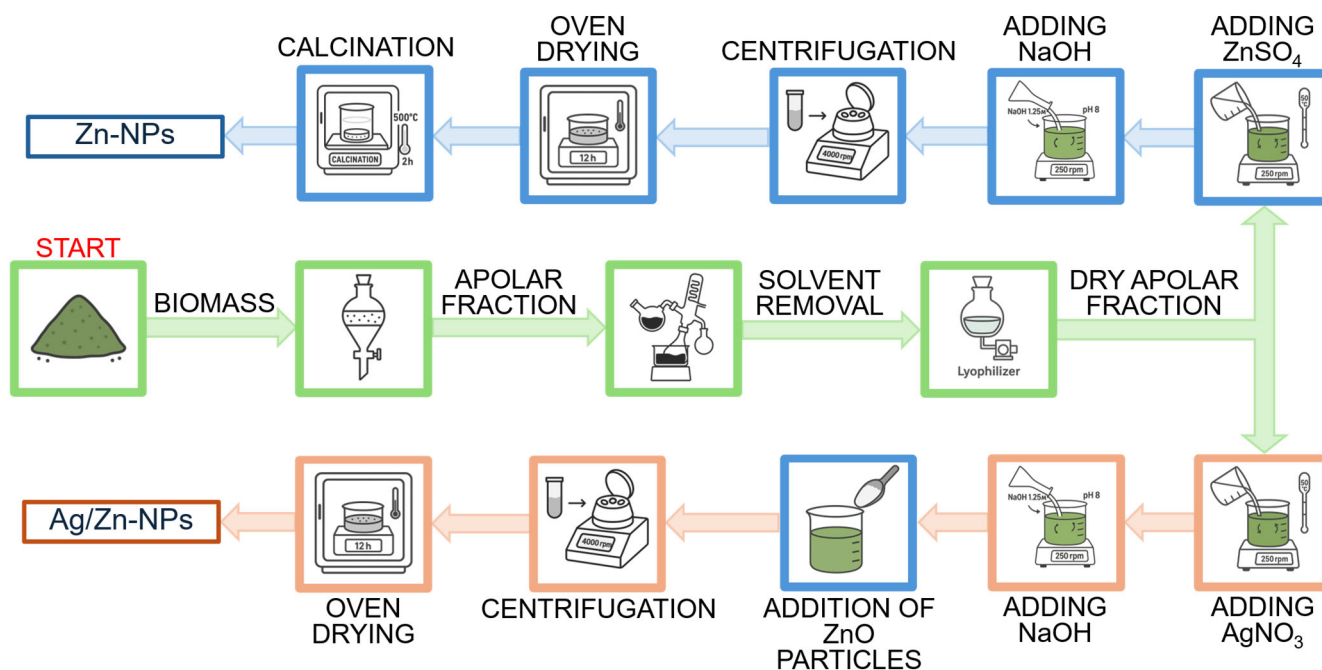 CALCINATION
OVEN
DRYING
CENTRIFUGATION
ADDING
NaOH
ADDING
ZnSO₄
Zn-NPs
500°C
2h
CALCINATION
12 h
4000 rpm
NaOH 1.25M
pH 8
250 rpm
50 °C
250 rpm
START
BIOMASS
APOLAR
FRACTION
SOLVENT
REMOVAL
Lyophilizer
DRY APOLAR
FRACTION
Ag/Zn-NPs
12 h
OVEN
DRYING
4000 rpm
CENTRIFUGATION
ADDITION OF
ZnO
PARTICLES
NaOH 1.25M
pH 8
250 rpm
ADDING
NaOH
50 °C
250 rpm
ADDING
AgNO₃